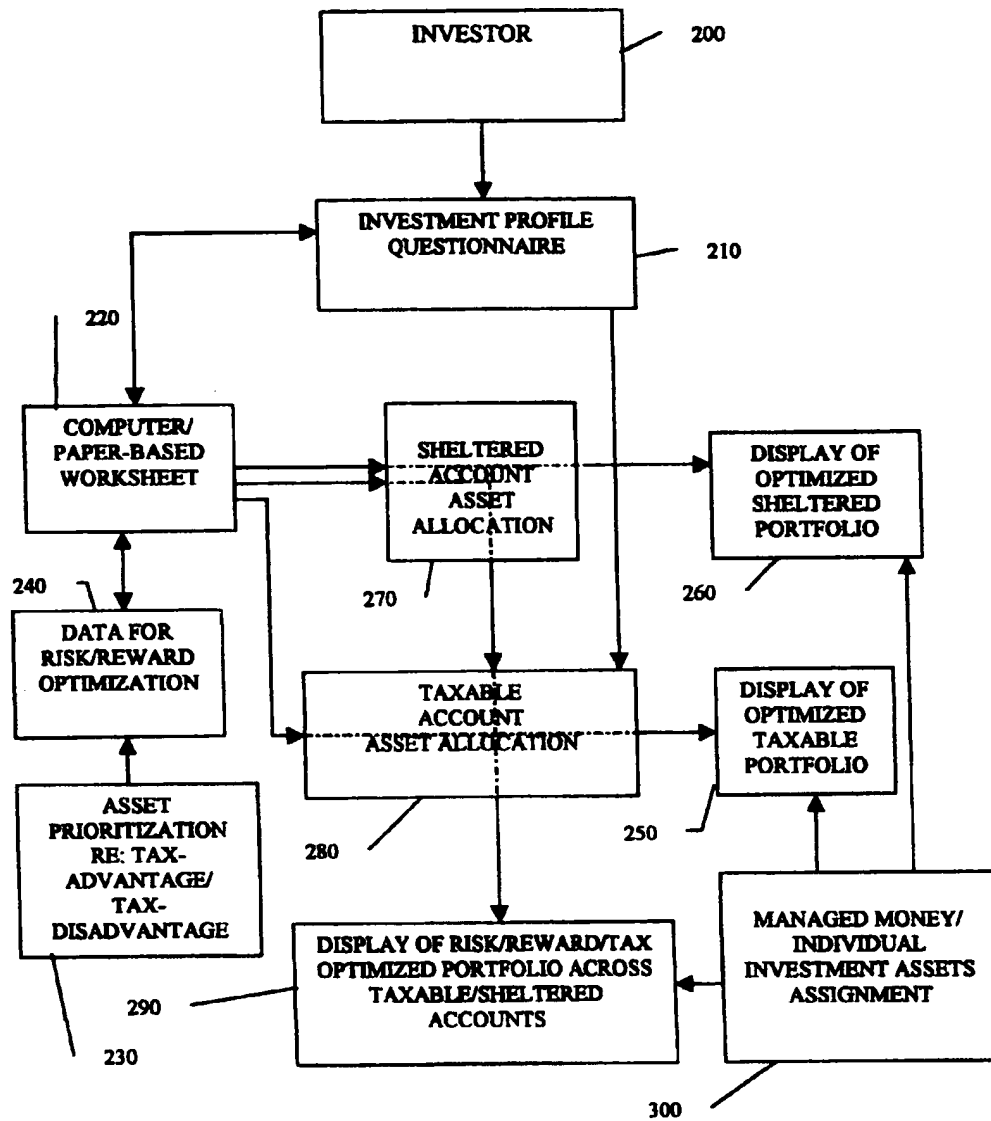 INVESTOR
200
INVESTMENT PROFILE
QUESTIONNAIRE
210
220
COMPUTER/
PAPER-BASED
WORKSHEET
SHELTERED
ACCOUNT
ASSET
ALLOCATION
DISPLAY OF
OPTIMIZED
SHELTERED
PORTFOLIO
240
270
260
DATA FOR
RISK/REWARD
OPTIMIZATION
TAXABLE
ACCOUNT
ASSET ALLOCATION
DISPLAY OF
OPTIMIZED
TAXABLE
PORTFOLIO
ASSET
PRIORITIZATION
RE: TAX-
ADVANTAGE/
TAX-
DISADVANTAGE
280
250
DISPLAY OF RISK/REWARD/TAX
OPTIMIZED PORTFOLIO ACROSS
TAXABLE/SHELTERED
ACCOUNTS
MANAGED MONEY/
INDIVIDUAL
INVESTMENT ASSETS
ASSIGNMENT
290
230
300